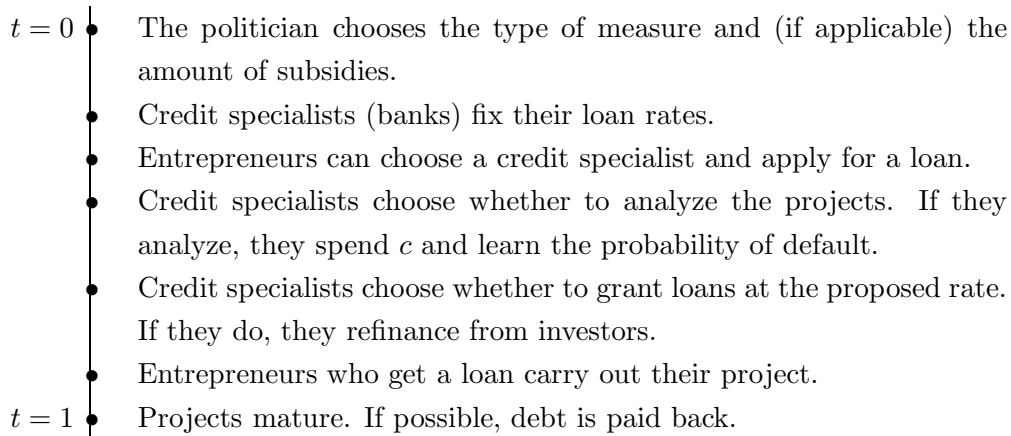 t = 0 The politician chooses the type of measure and (if applicable) the
amount of subsidies.
Credit specialists (banks) fix their loan rates.
Entrepreneurs can choose a credit specialist and apply for a loan.
Credit specialists choose whether to analyze the projects. If they
analyze, they spend c and learn the probability of default.
Credit specialists choose whether to grant loans at the proposed rate.
If they do, they refinance from investors.
Entrepreneurs who get a loan carry out their project.
t = 1 Projects mature. If possible, debt is paid back.